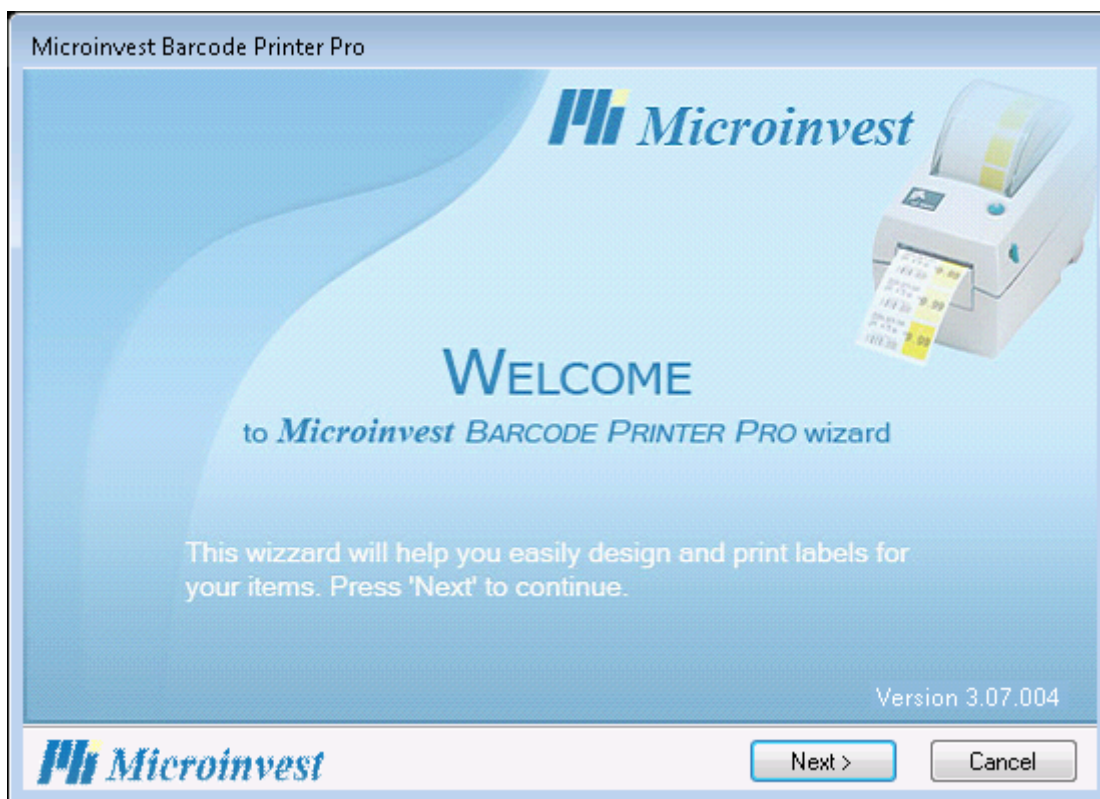 Microinvest Barcode Printer Pro
Microinvest
WELCOME
to Microinvest BARCODE PRINTER PRO wizard
This wizzard will help you easily design and print labels for
your items. Press 'Next' to continue.
Version 3.07.004
Microinvest
Next >
Cancel